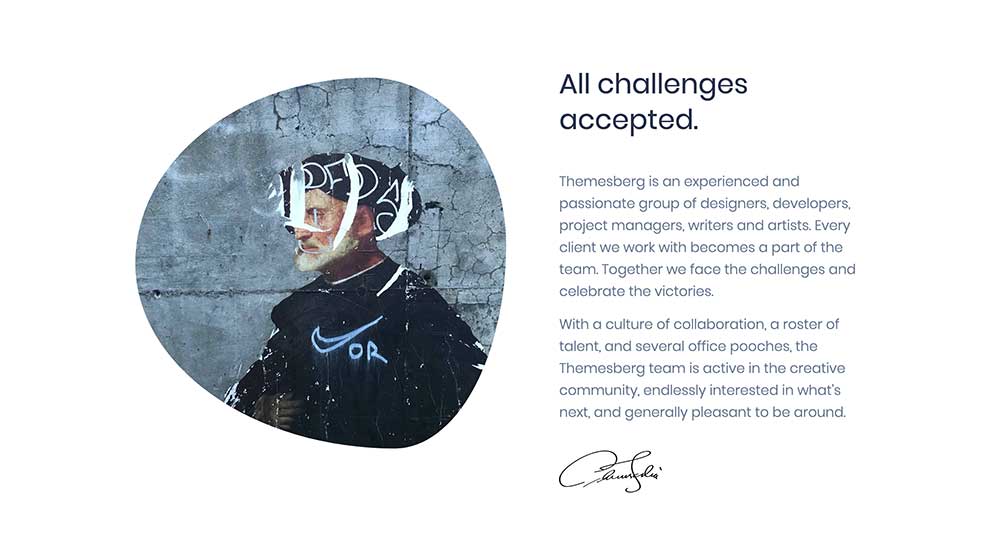 All challenges
accepted.
Themesberg is an experienced and
passionate group of designers, developers,
project managers, writers and artists. Every
client we work with becomes a part of the
team. Together we face the challenges and
celebrate the victories.
With a culture of collaboration, a roster of
talent, and several office pooches, the
Themesberg team is active in the creative
community, endlessly interested in what's
next, and generally pleasant to be around.
OR